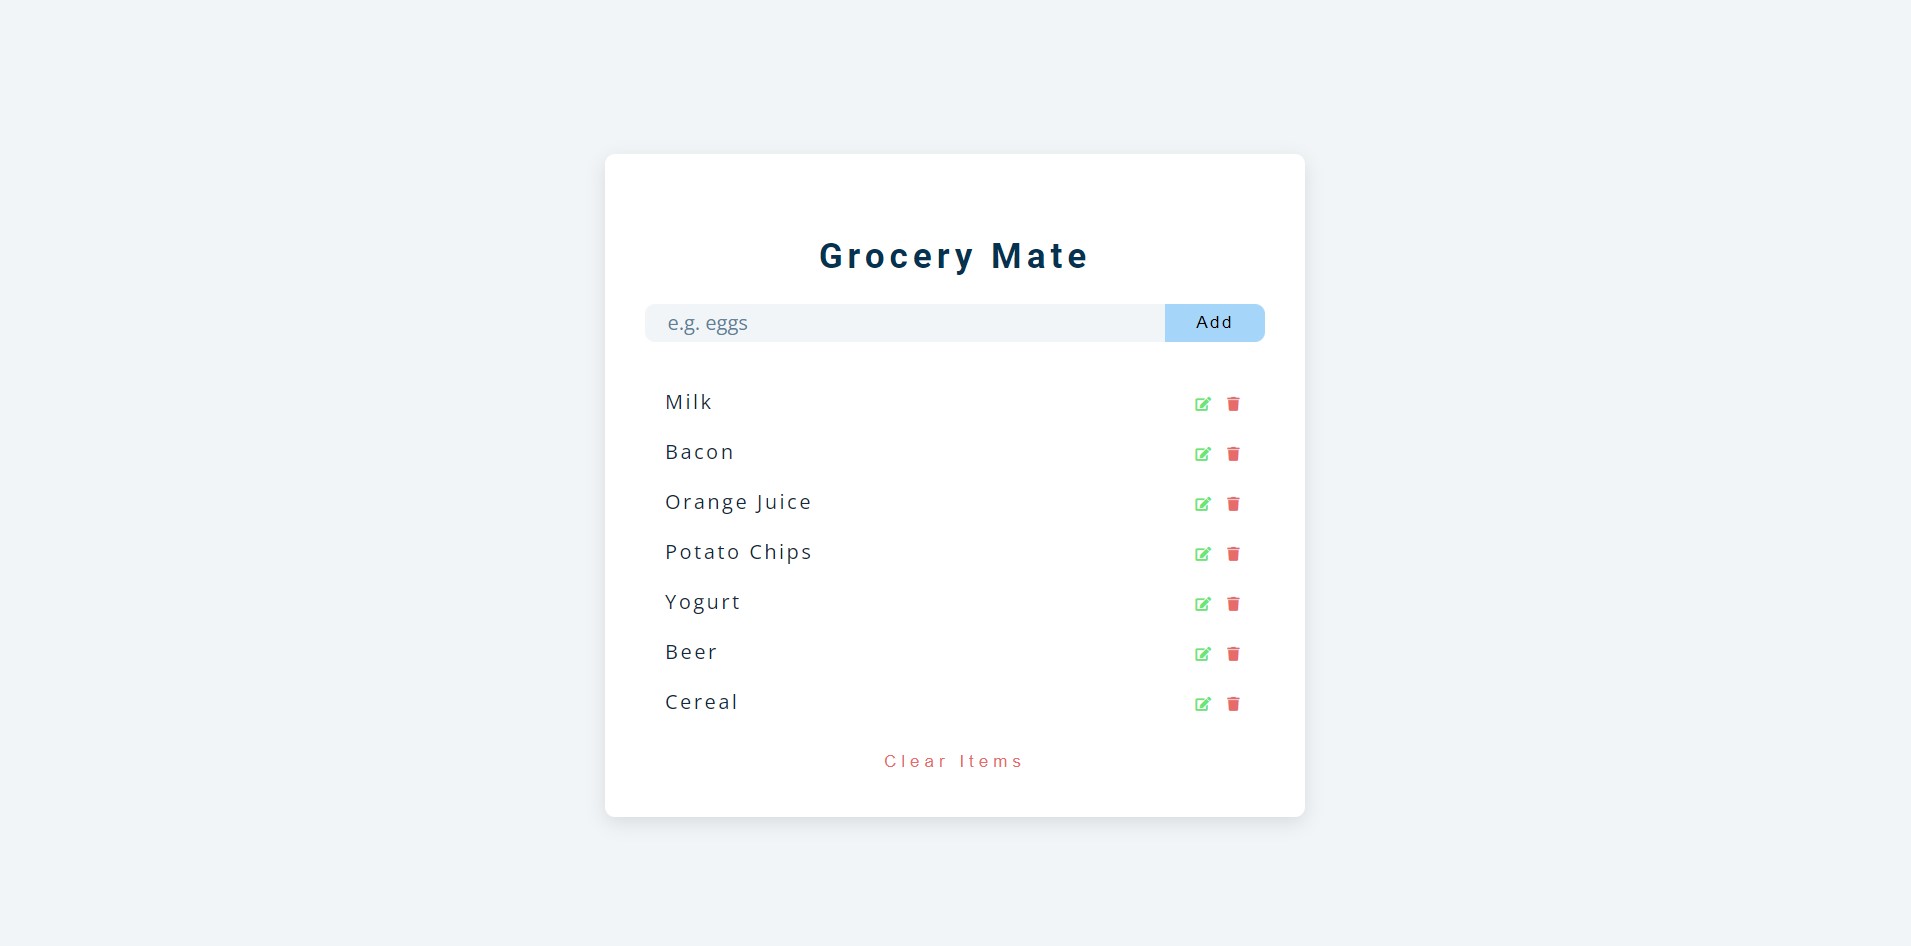 Grocery Mate
e.g. eggs
Add
Milk
Bacon
Orange Juice
Potato Chips
Yogurt
Beer
Cereal
Clear Items